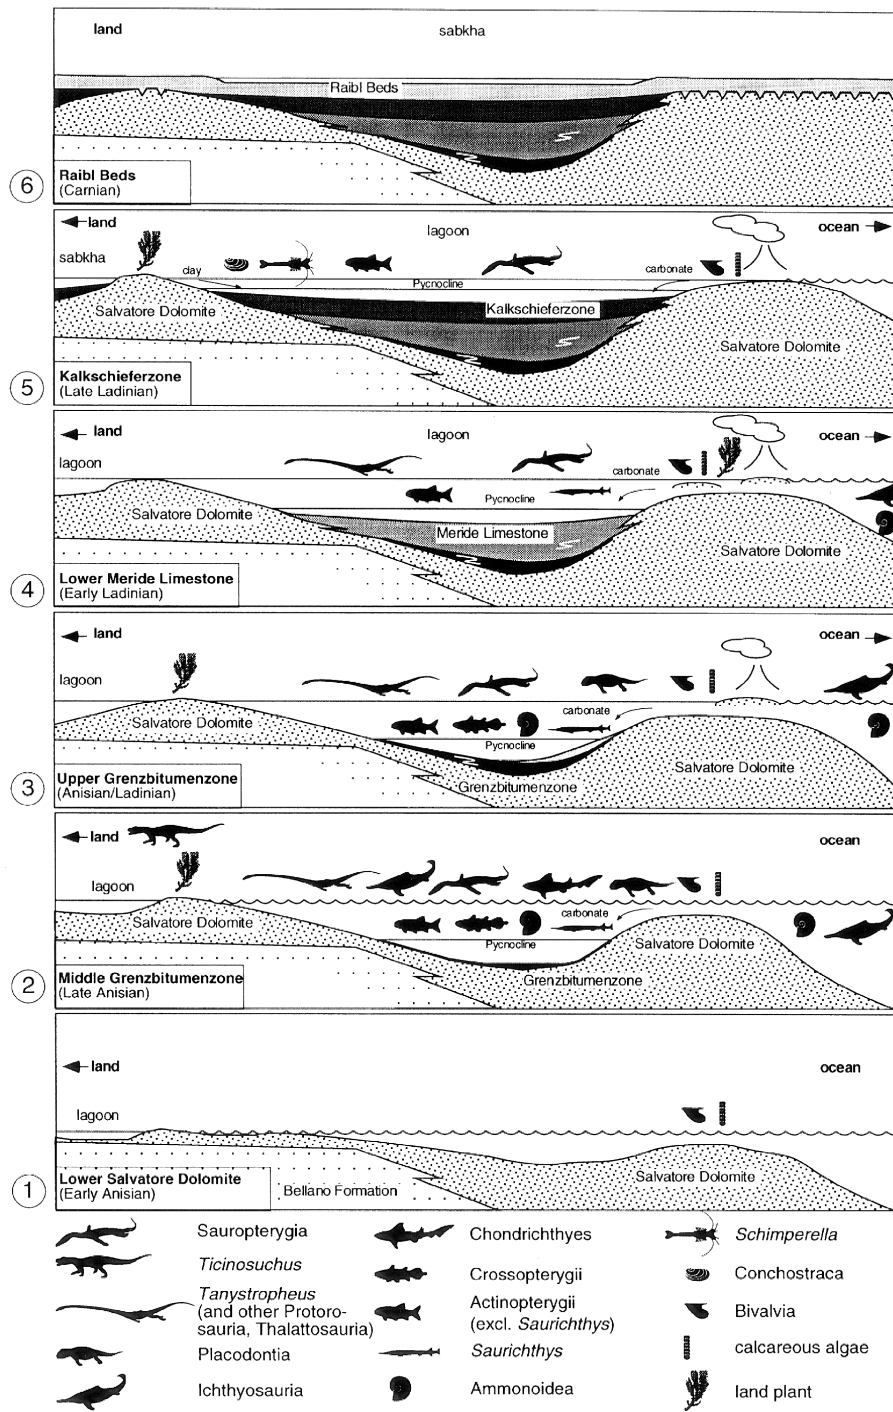 land
sabkha
Raibl Beds
6
Raibl Beds
(Carnian)
land
lagoon
ocean
sabkha
clay
carbonate
Pycnocline
Kalkschieferzone
Salvatore Dolomite
Salvatore Dolomite
5
Kalkschieferzone
(Late Ladinian)
land
lagoon
ocean
lagoon
carbonate
Pycnocline
Salvatore Dolomite
Meride Limestone
Salvatore Dolomite
4
Lower Meride Limestone
(Early Ladinian)
land
ocean
lagoon
carbonate
Salvatore Dolomite
Pycnocline
Salvatore Dolomite
Grenzbitumenzone
3
Upper Grenzbitumenzone
(Anisian/Ladinian)
land
ocean
lagoon
carbonate
Salvatore Dolomite
Pycnocline
Salvatore Dolomite
Grenzbitumenzone
2
Middle Grenzbitumenzone
(Late Anisian)
land
ocean
lagoon
Salvatore Dolomite
1
Lower Salvatore Dolomite
(Early Anisian)
Bellano Formation
Sauropterygia
Ticinosuchus
Tanystropheus
(and other Protoro-
sauria, Thalattosauria)
Placodontia
Ichthyosauria
Chondrichthyes
Crossopterygii
Actinopterygii
(excl. Saurichthys)
Saurichthys
Ammonoidea
Schimperella
Conchostraca
Bivalvia
calcareous algae
land plant